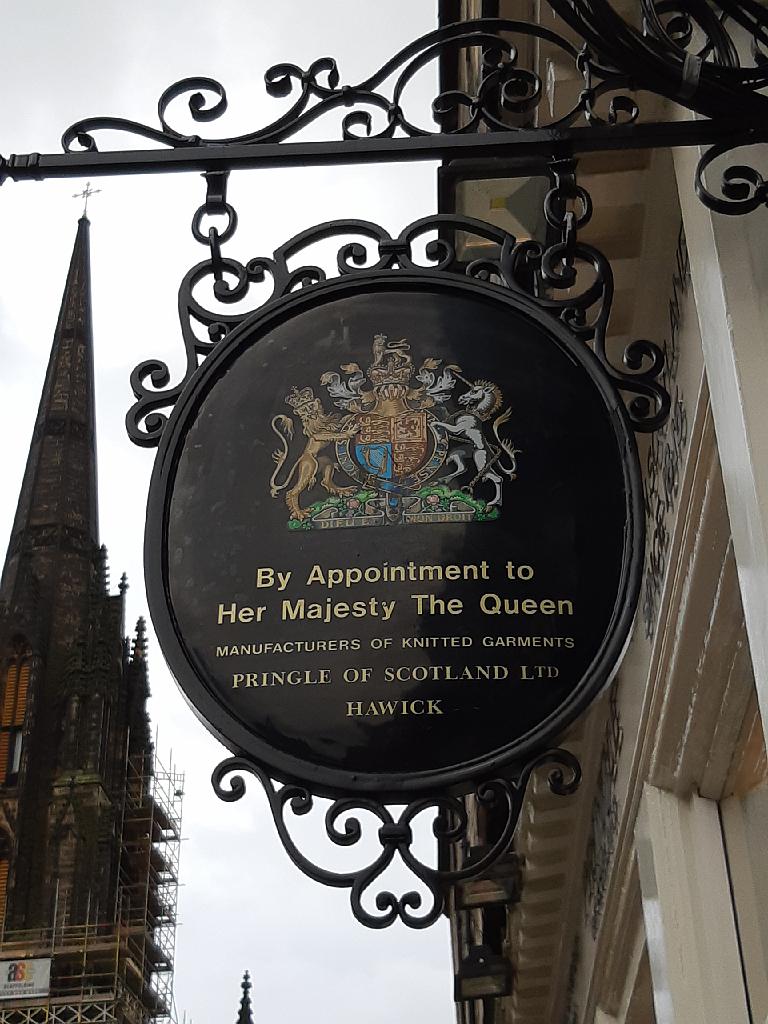 DIEU ET MON DROIT
By Appointment to
Her Majesty The Queen
MANUFACTURERS OF KNITTED GARMENTS
PRINGLE OF SCOTLAND LTD
HAWICK